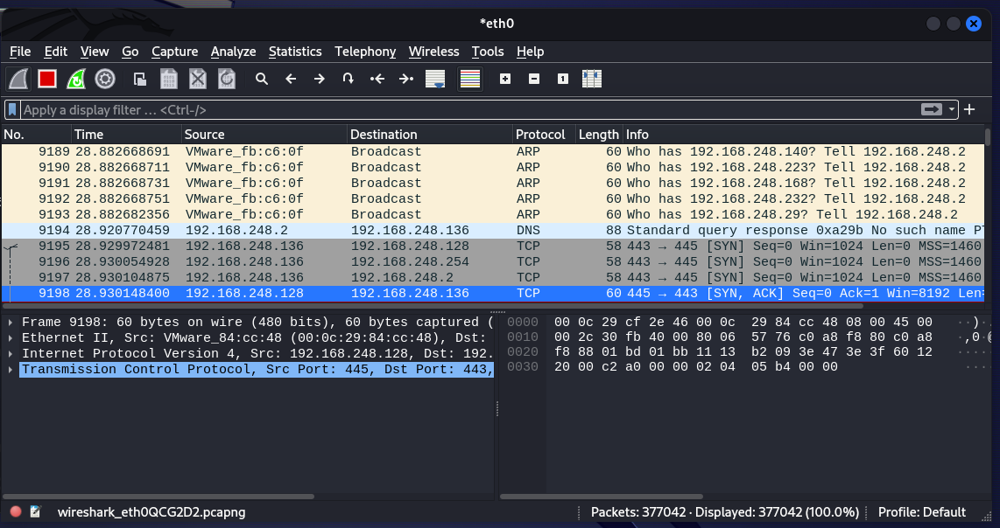 *eth0
File Edit View Go Capture Analyze Statistics Telephony Wireless Tools Help
Apply a display filter … <Ctrl-/>
No. Time Source Destination Protocol Length Info
9189 28.882668691 VMware_fb:c6:0f Broadcast ARP 60 Who has 192.168.248.140? Tell 192.168.248.2
9190 28.882668711 VMware_fb:c6:0f Broadcast ARP 60 Who has 192.168.248.223? Tell 192.168.248.2
9191 28.882668731 VMware_fb:c6:0f Broadcast ARP 60 Who has 192.168.248.168? Tell 192.168.248.2
9192 28.882668751 VMware_fb:c6:0f Broadcast ARP 60 Who has 192.168.248.232? Tell 192.168.248.2
9193 28.882682356 VMware_fb:c6:0f Broadcast ARP 60 Who has 192.168.248.29? Tell 192.168.248.2
9194 28.920770459 192.168.248.2 192.168.248.136 DNS 88 Standard query response 0xa29b No such name PT
9195 28.929972481 192.168.248.136 192.168.248.128 TCP 58 443 → 445 [SYN] Seq=0 Win=1024 Len=0 MSS=1460
9196 28.930054928 192.168.248.136 192.168.248.254 TCP 58 443 → 445 [SYN] Seq=0 Win=1024 Len=0 MSS=1460
9197 28.930104875 192.168.248.136 192.168.248.2 TCP 58 443 → 445 [SYN] Seq=0 Win=1024 Len=0 MSS=1460
9198 28.930148400 192.168.248.128 192.168.248.136 TCP 60 445 → 443 [SYN, ACK] Seq=0 Ack=1 Win=8192 Len=
Frame 9198: 60 bytes on wire (480 bits), 60 bytes captured (
Ethernet II, Src: VMware_84:cc:48 (00:0c:29:84:cc:48), Dst:
Internet Protocol Version 4, Src: 192.168.248.128, Dst: 192.
Transmission Control Protocol, Src Port: 445, Dst Port: 443,
0000 00 0c 29 cf 2e 46 00 0c 29 84 cc 48 08 00 45 00 ··)·
0010 00 2c 30 fb 40 00 80 06 57 76 c0 a8 f8 80 c0 a8 ·,0·@
0020 f8 88 01 bd 01 bb 11 13 b2 09 3e 47 3e 3f 60 12 ····
0030 20 00 c2 a0 00 00 02 04 05 b4 00 00 ···
wireshark_eth0QCG2D2.pcapng Packets: 377042 · Displayed: 377042 (100.0%) Profile: Default